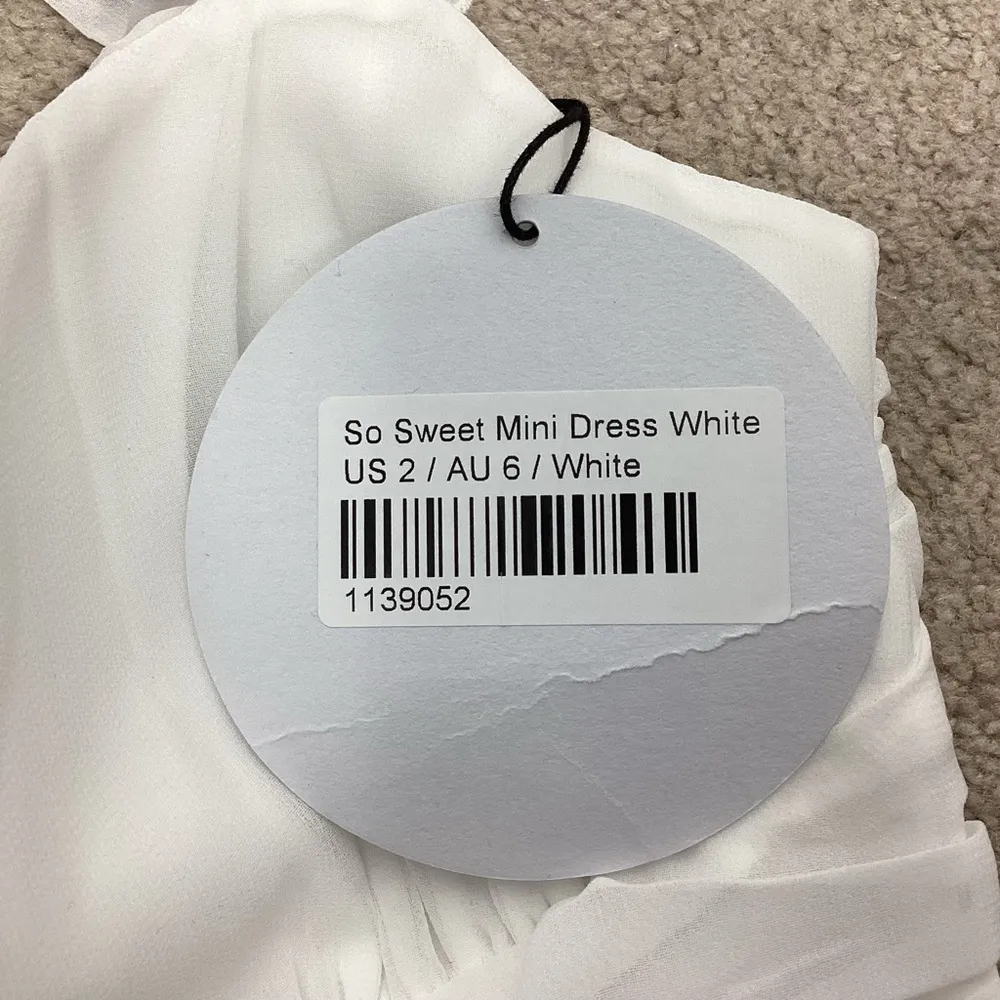 So Sweet Mini Dress White
US 2 / AU 6 / White
1139052